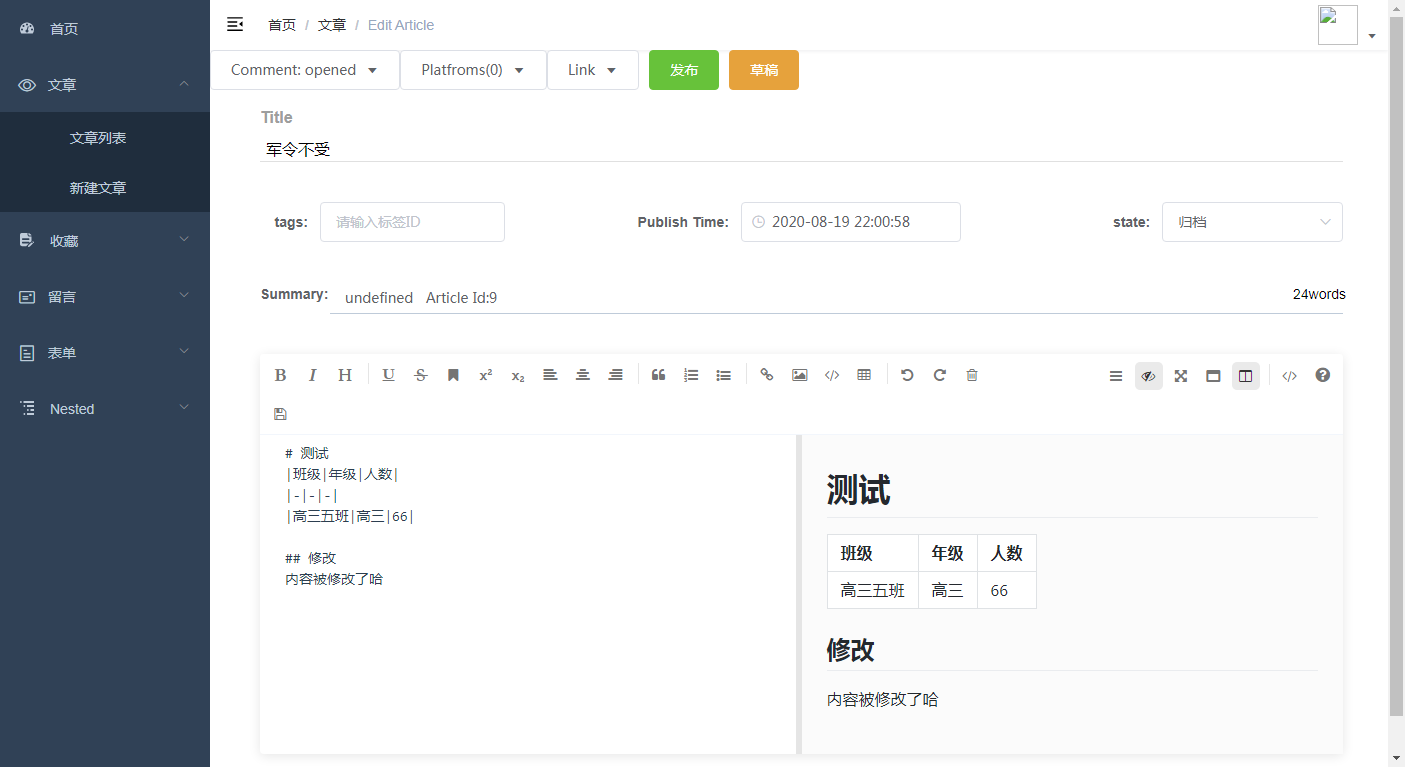 首页
文章
文章列表
新建文章
收藏
留言
表单
Nested
首页 / 文章 / Edit Article
Comment: opened Platfroms(0) Link 发布 草稿
Title
军令不受
tags: 请输入标签ID Publish Time: 2020-08-19 22:00:58 state: 归档
Summary: undefined Article Id:9 24words
# 测试
|班级|年级|人数|
|-|-|-|
|高三五班|高三|66|
## 修改
内容被修改了哈
测试
班级 年级 人数
高三五班 高三 66
修改
内容被修改了哈